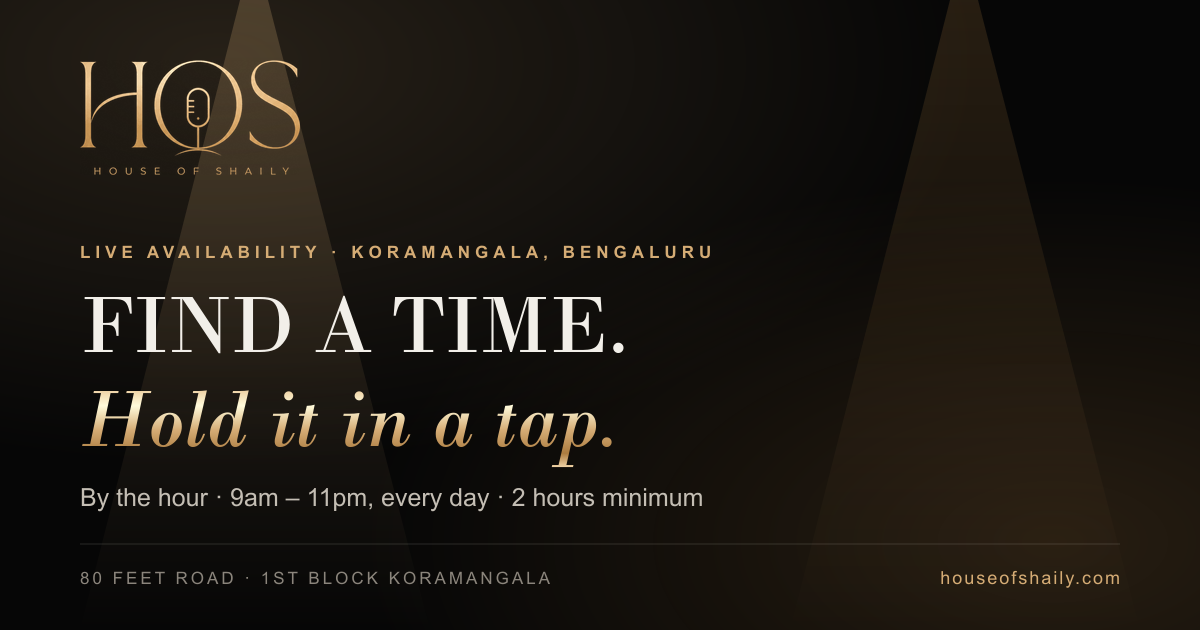 HOS
HOUSE OF SHAILY
LIVE AVAILABILITY · KORAMANGALA, BENGALURU
FIND A TIME.
Hold it in a tap.
By the hour · 9am – 11pm, every day · 2 hours minimum
80 FEET ROAD · 1ST BLOCK KORAMANGALA
houseofshaily.com